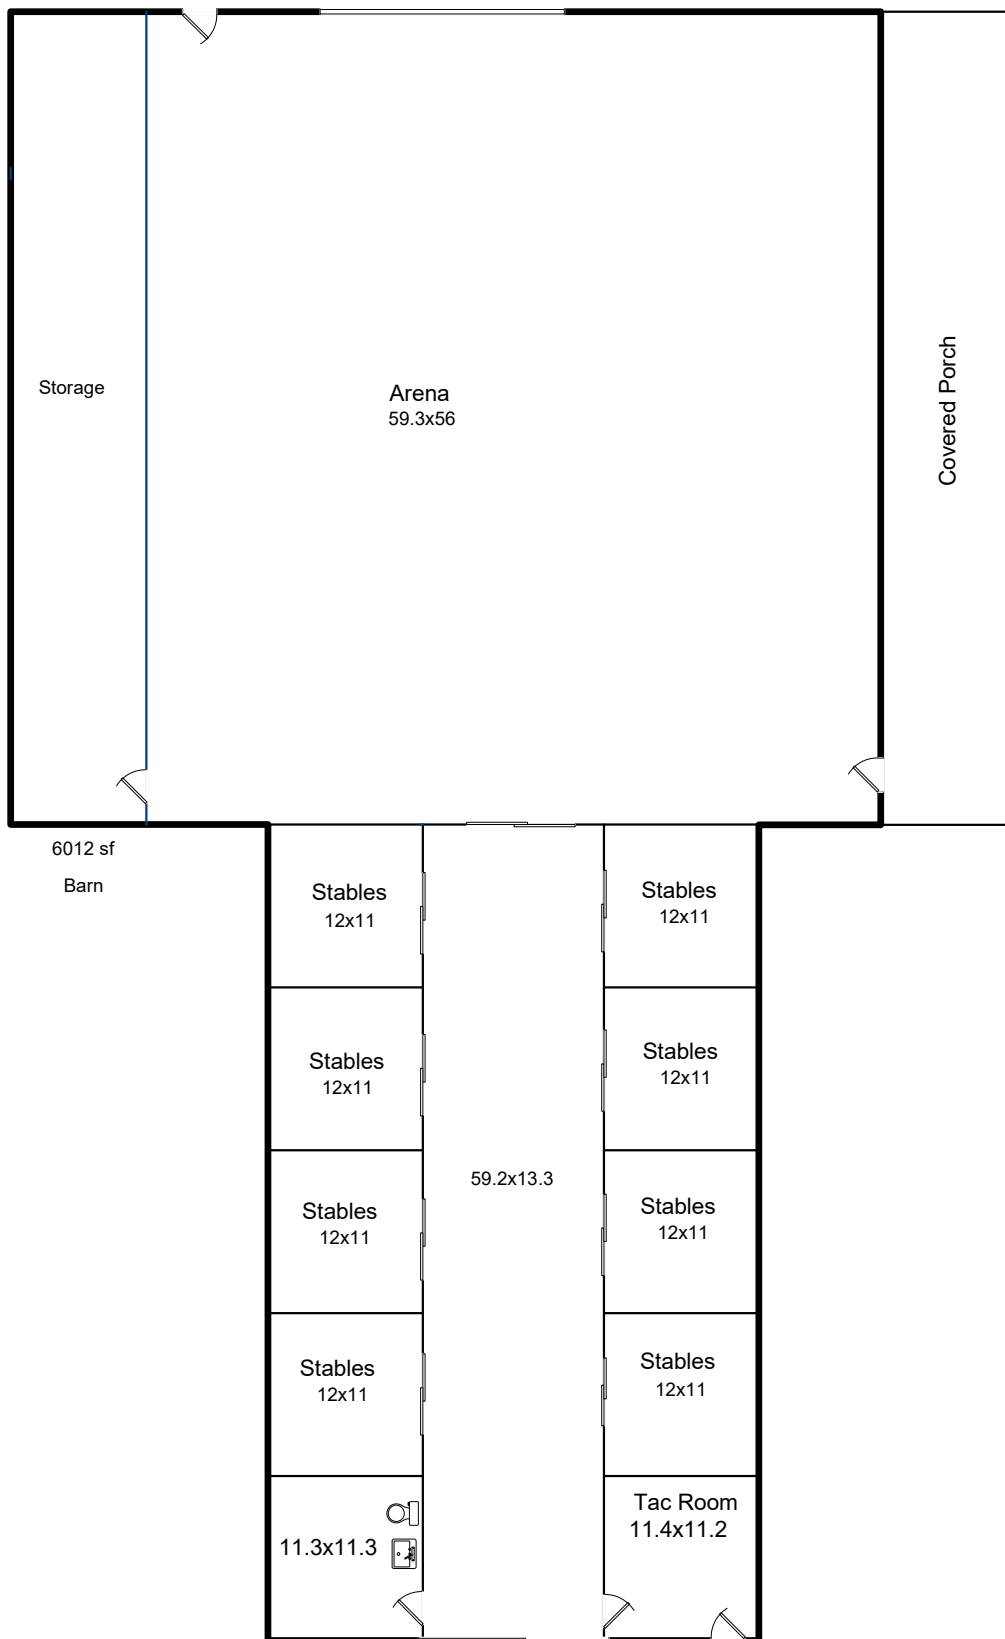 Storage
Arena
59.3x56
Covered Porch
6012 sf
Barn
Stables
12x11
Stables
12x11
Stables
12x11
Stables
12x11
59.2x13.3
Stables
12x11
Stables
12x11
Stables
12x11
Stables
12x11
11.3x11.3
Tac Room
11.4x11.2